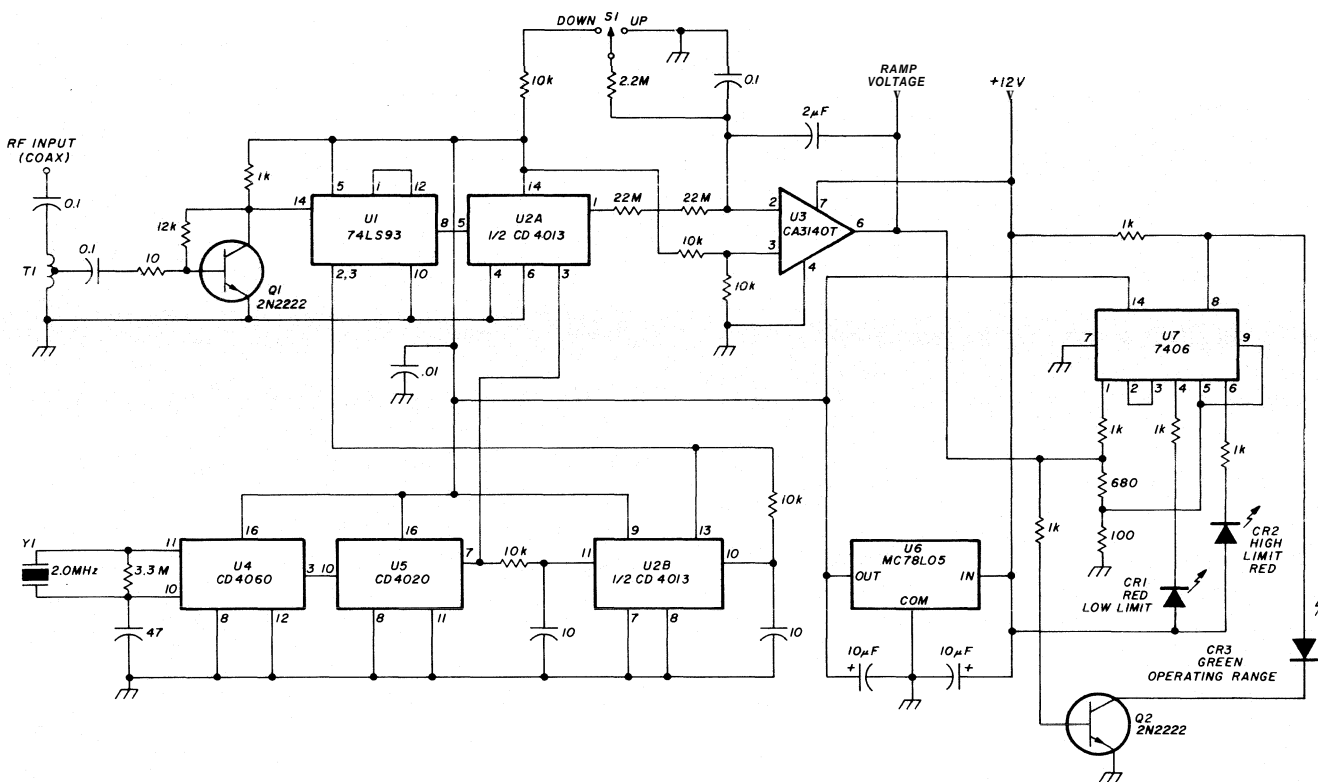 DOWN S1 UP
10k
2.2M
0.1
RAMP
VOLTAGE
+12V
2µF
RF INPUT
(COAX)
0.1
1k
5 1 12
14
14
U1
74LS93
8 5
U2A
1/2 CD 4013
1
22M 22M
2 7
U3
CA3140T
6
3
4
12k
0.1
T1
10
Q1
2N2222
2,3 10
4 6 3
10k
10k
1k
14 8
7
U7
7406
9
1 2 3 4 5 6
.01
1k
1k
1k
680
100
1k
10k
Y1
2.0MHz
3.3M
11
10
16
U4
CD4060
3 10
8 12
47
16
U5
CD4020
7
8 11
10k
10
11
9 13
U2B
1/2 CD 4013
10
7 8
10
U6
MC78L05
OUT IN
COM
10µF
+
10µF
+
CR2
HIGH
LIMIT
RED
CR1
RED
LOW LIMIT
CR3
GREEN
OPERATING RANGE
Q2
2N2222